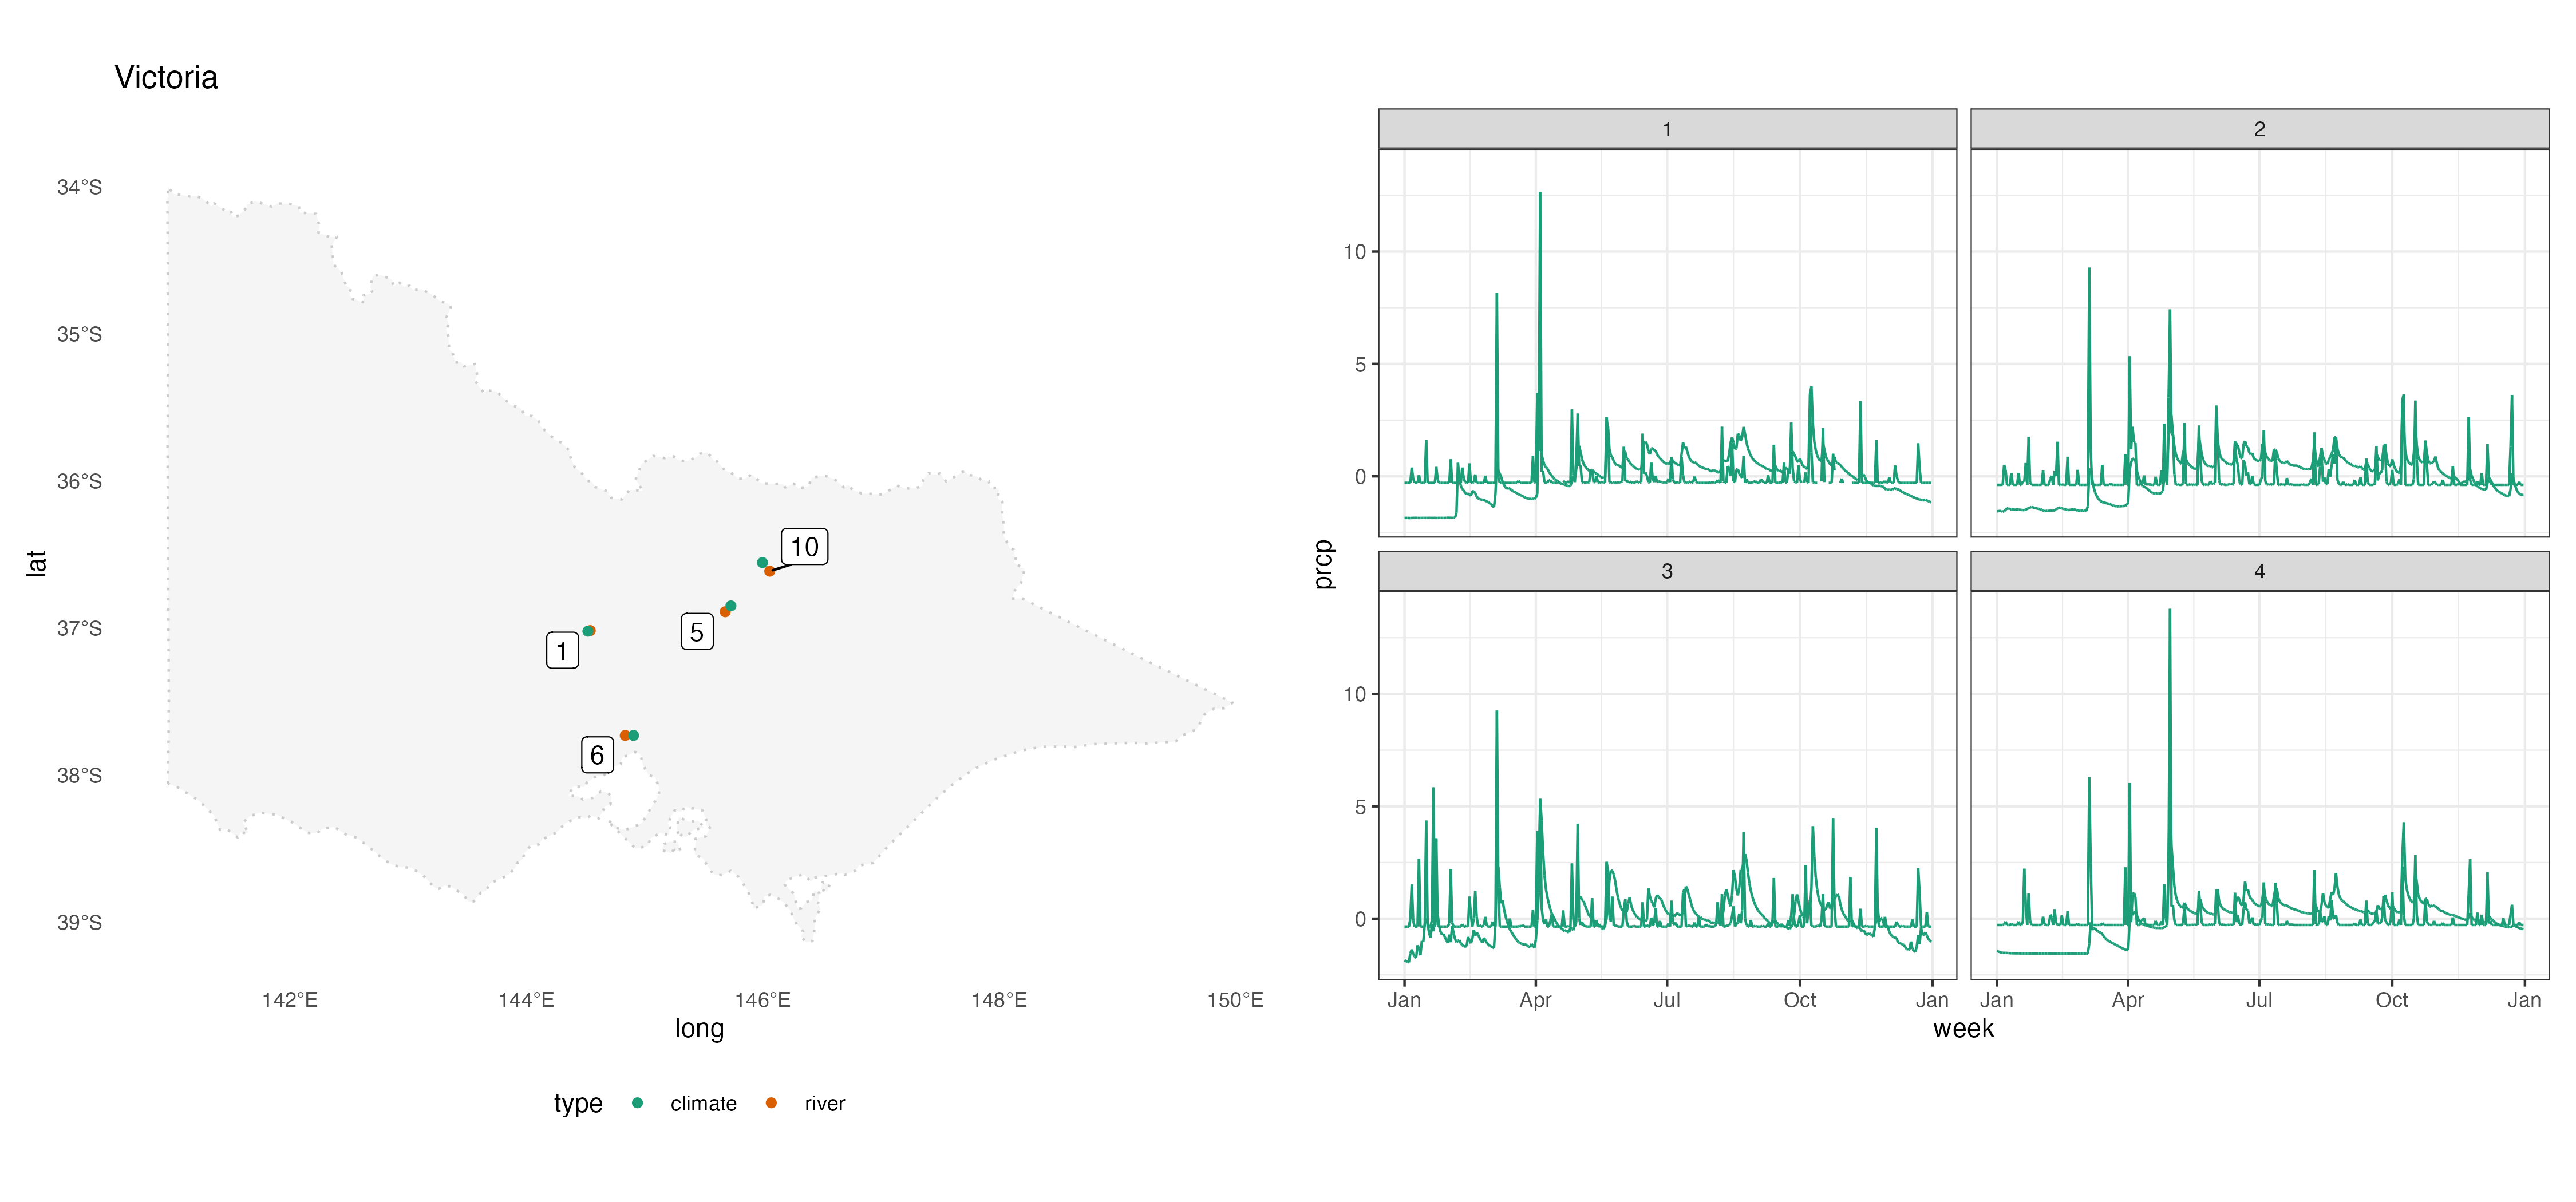 Victoria
34°S
35°S
36°S
37°S
38°S
39°S
lat
10
5
1
6
142°E
144°E
146°E
148°E
150°E
long
type climate river
1 2
10
5
0
prcp
3 4
10
5
0
Jan Apr Jul Oct Jan Jan Apr Jul Oct Jan
week